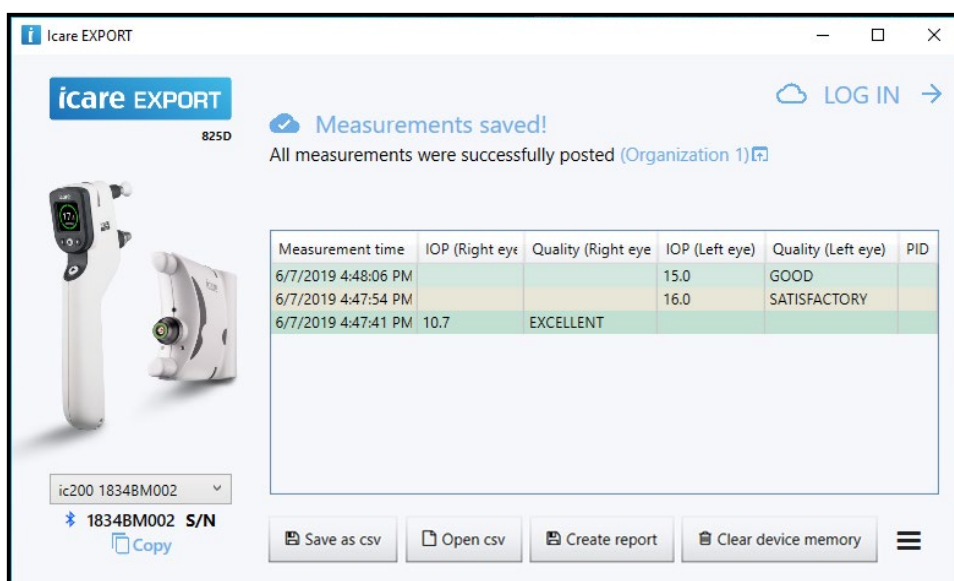 Icare EXPORT
icare EXPORT
825D
LOG IN
Measurements saved!
All measurements were successfully posted (Organization 1)
Measurement time IOP (Right eye Quality (Right eye IOP (Left eye) Quality (Left eye) PID
6/7/2019 4:48:06 PM 15.0 GOOD
6/7/2019 4:47:54 PM 16.0 SATISFACTORY
6/7/2019 4:47:41 PM 10.7 EXCELLENT
17
icare
ic200 1834BM002
1834BM002 S/N
Copy
Save as csv Open csv Create report Clear device memory